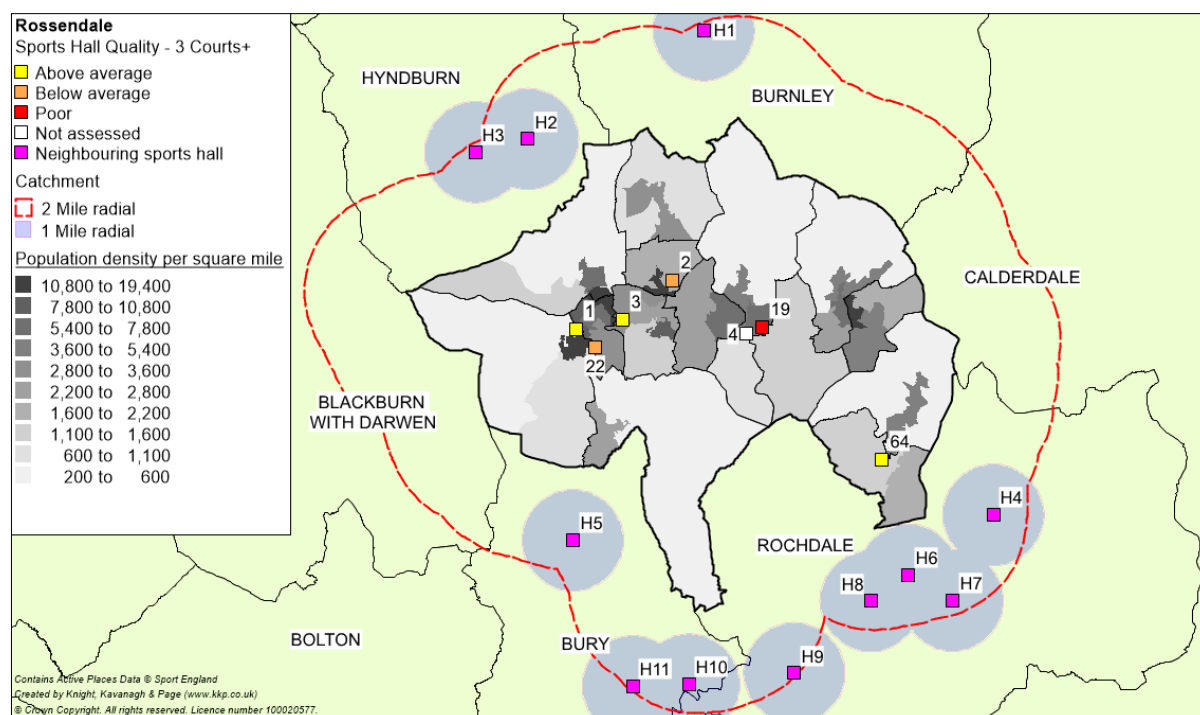 Rossendale
Sports Hall Quality - 3 Courts+
Above average
Below average
Poor
Not assessed
Neighbouring sports hall
Catchment
2 Mile radial
1 Mile radial
Population density per square mile
10,800 to 19,400
7,800 to 10,800
5,400 to 7,800
3,600 to 5,400
2,800 to 3,600
2,200 to 2,800
1,600 to 2,200
1,100 to 1,600
600 to 1,100
200 to 600
H1
HYNDBURN
BURNLEY
H2
H3
2
CALDERDALE
3
1
19
4
22
BLACKBURN
WITH DARWEN
64
H4
H5
ROCHDALE
H6
H8
H7
BOLTON
BURY
H9
H11
H10
Contains Active Places Data © Sport England
Created by Knight, Kavanagh & Page (www.kkp.co.uk)
© Crown Copyright. All rights reserved. Licence number 100020577.